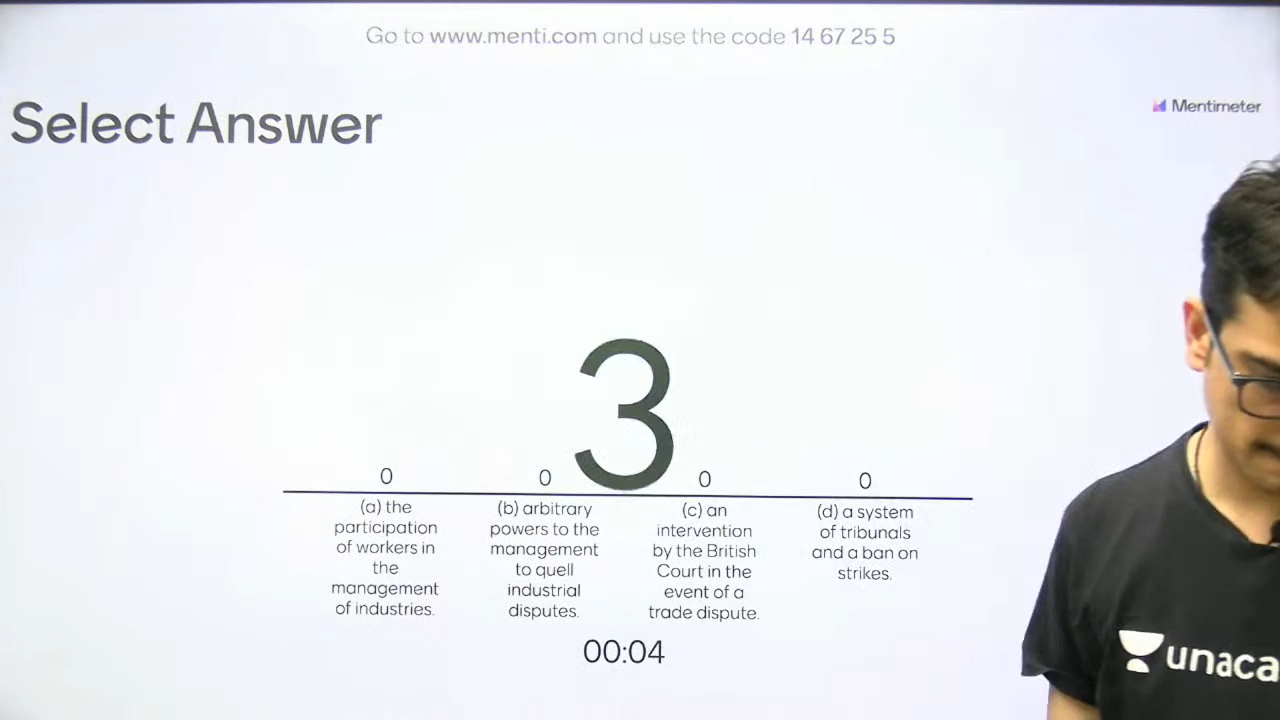 Go to www.menti.com and use the code 14 67 25 5
Select Answer
Mentimeter
3
0
0
0
0
(a) the
participation
of workers in
the
management
of industries.
(b) arbitrary
powers to the
management
to quell
industrial
disputes.
(c) an
intervention
by the British
Court in the
event of a
trade dispute.
(d) a system
of tribunals
and a ban on
strikes.
00:04
unaca